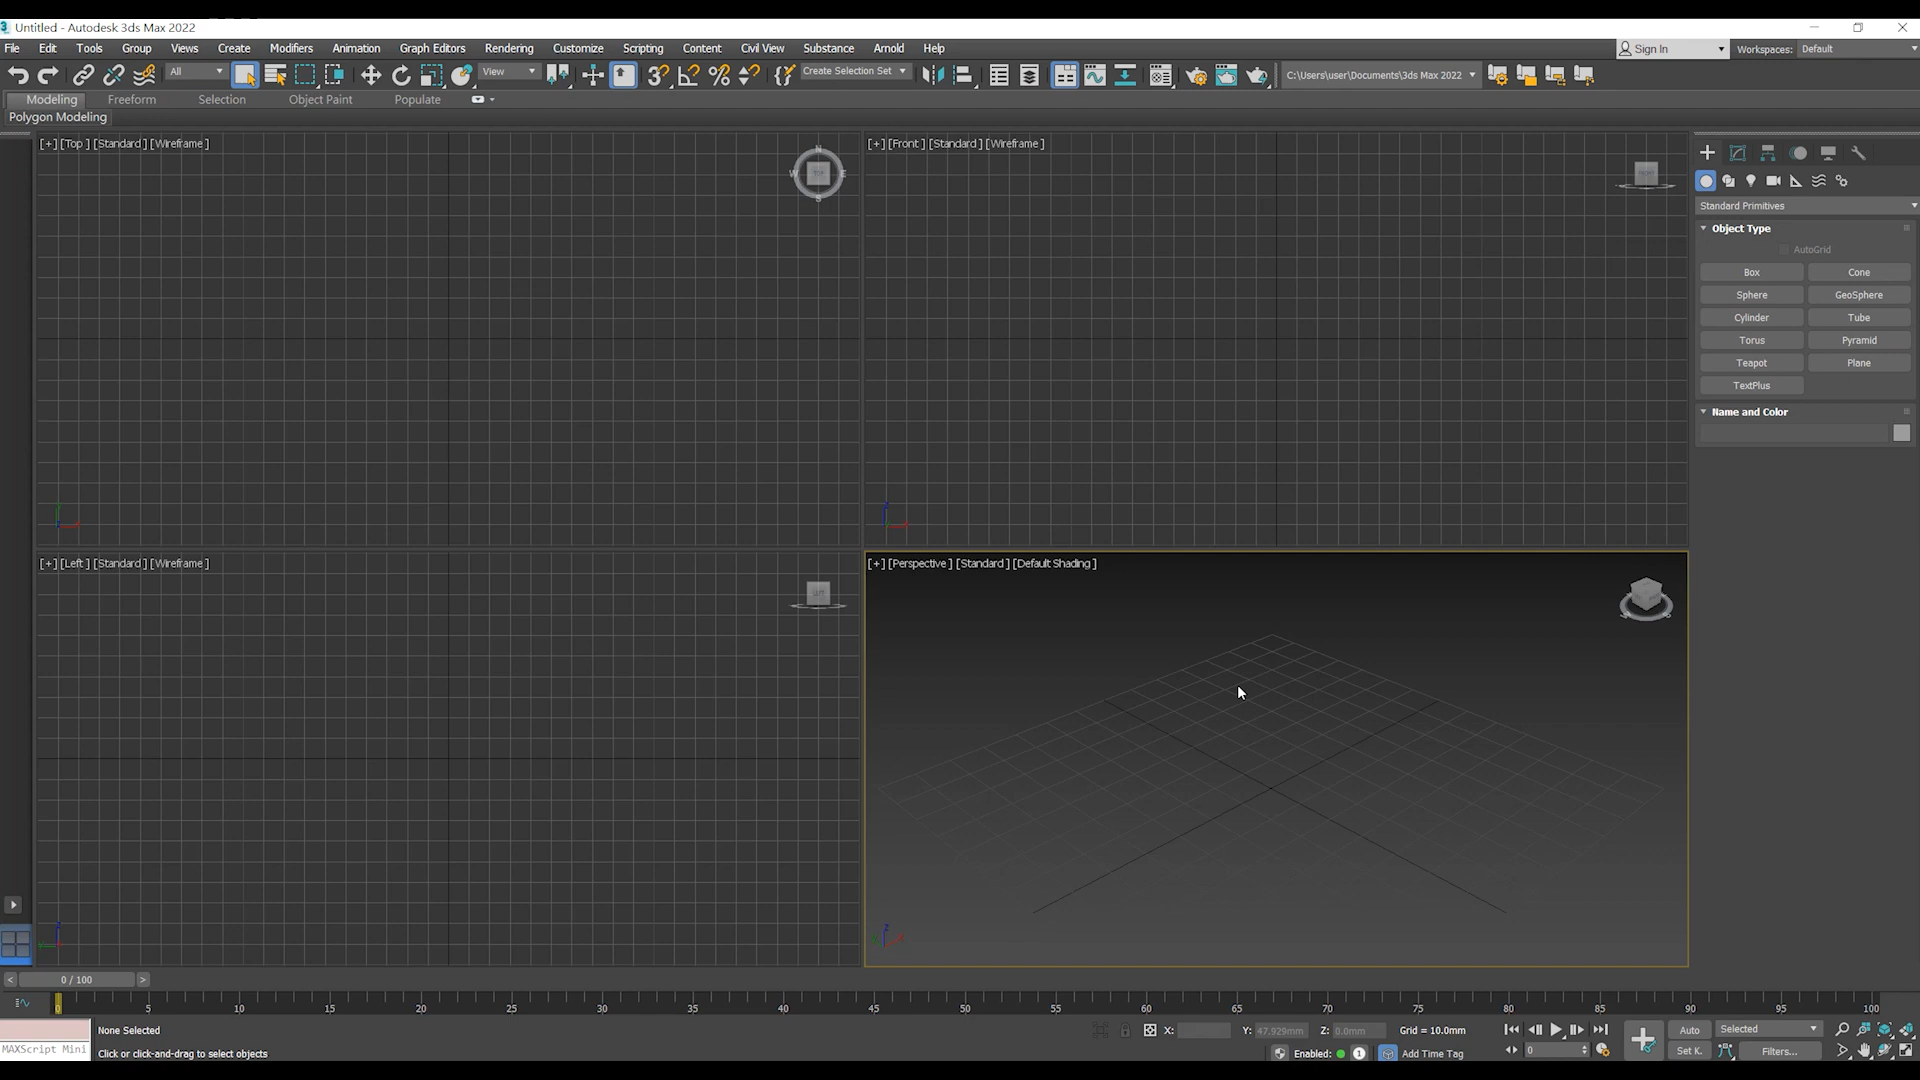 Untitled - Autodesk 3ds Max 2022
File Edit Tools Group Views Create Modifiers Animation Graph Editors Rendering Customize Scripting Content Civil View Substance Arnold Help
Sign In
Workspaces: Default
All
View
Create Selection Set
C:\Users\user\Documents\3ds Max 2022
Modeling Freeform Selection Object Paint Populate
Polygon Modeling
[+] [Top ] [Standard ] [Wireframe ]
N
W E
S
TOP
[+] [Front ] [Standard ] [Wireframe ]
FRONT
[+] [Left ] [Standard ] [Wireframe ]
LEFT
[+] [Perspective ] [Standard ] [Default Shading ]
Standard Primitives
Object Type
AutoGrid
Box Cone
Sphere GeoSphere
Cylinder Tube
Torus Pyramid
Teapot Plane
TextPlus
Name and Color
< 0 / 100 >
0 5 10 15 20 25 30 35 40 45 50 55 60 65 70 75 80 85 90 95 100
None Selected
X: Y: 47.929mm Z: 0.0mm Grid = 10.0mm
Auto Selected
MAXScript Mini
Click or click-and-drag to select objects
Enabled: 1 Add Time Tag
0
Set K. Filters...